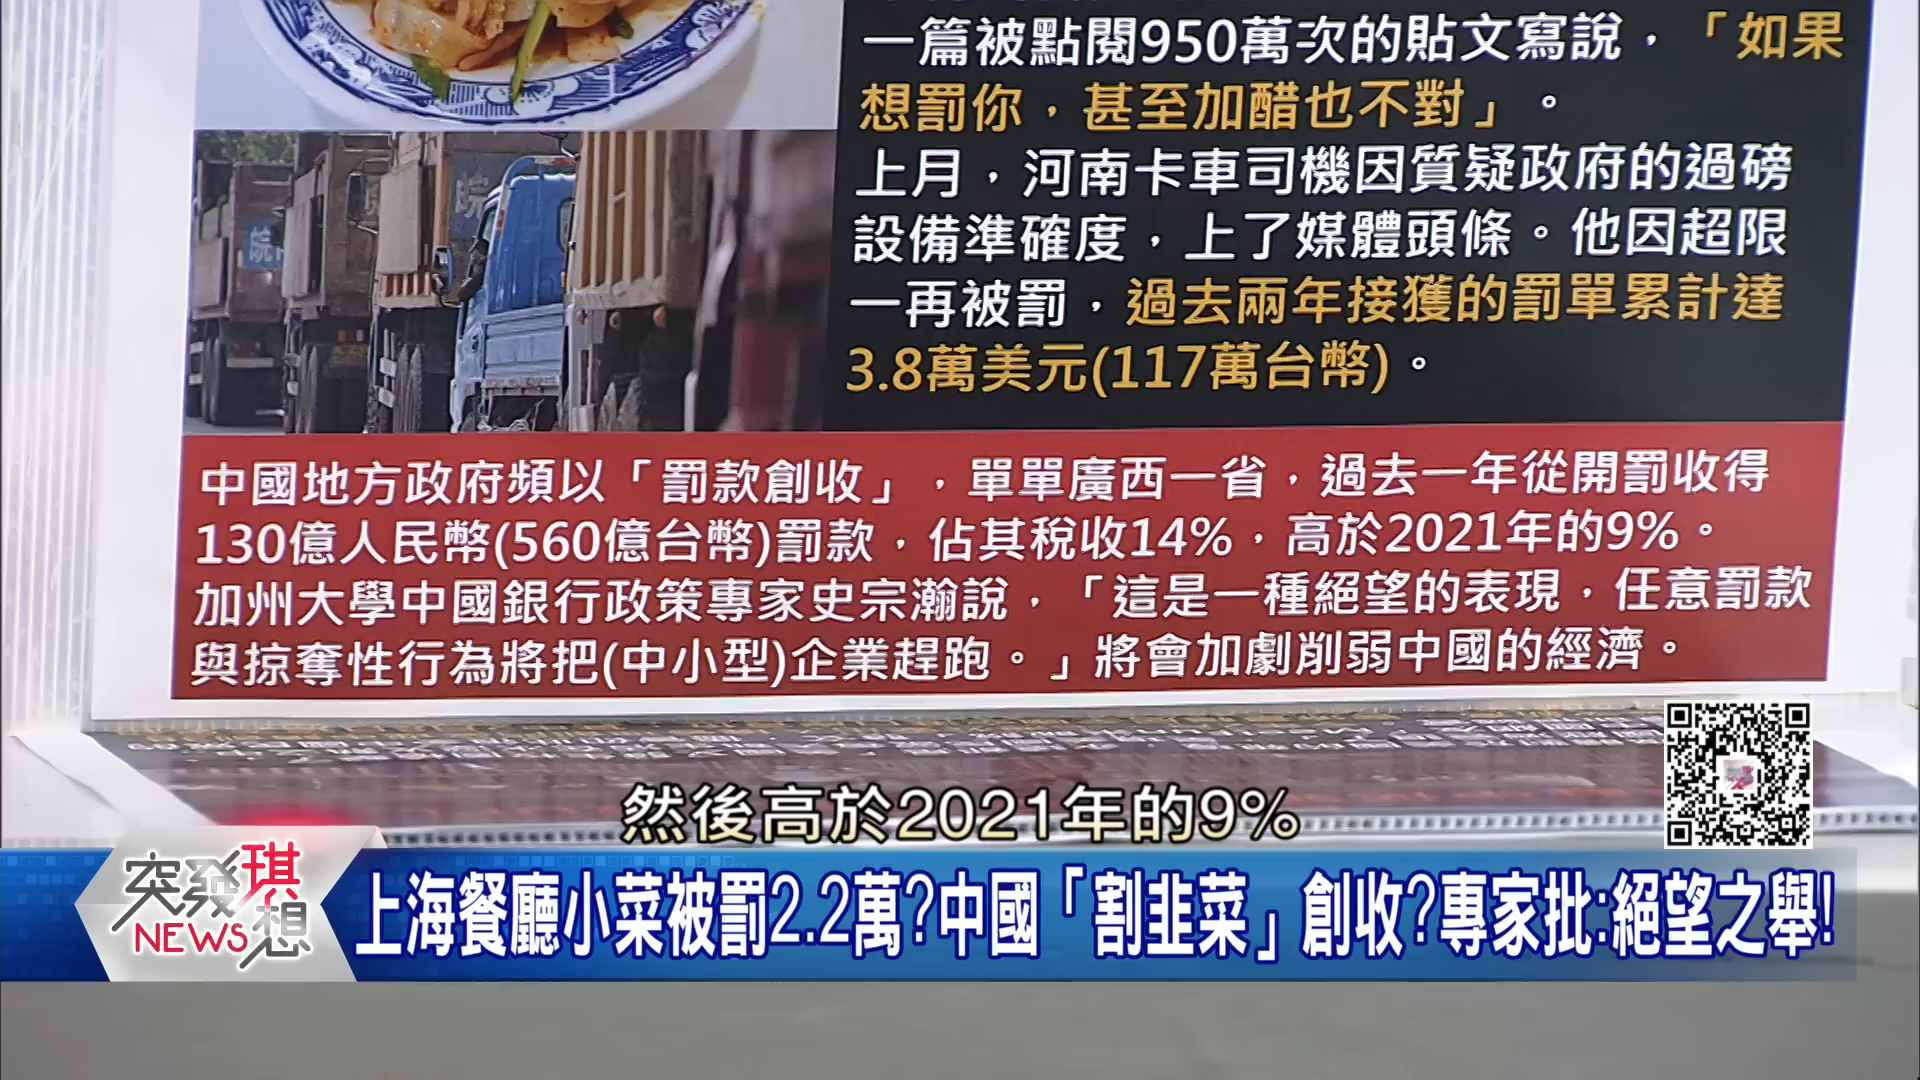 一篇被點閱950萬次的貼文寫說，「如果
想罰你，甚至加醋也不對」。
上月，河南卡車司機因質疑政府的過磅
設備準確度，上了媒體頭條。他因超限
一再被罰，過去兩年接獲的罰單累計達
3.8萬美元(117萬台幣)。
皖
皖
中國地方政府頻以「罰款創收」，單單廣西一省，過去一年從開罰收得
130億人民幣(560億台幣)罰款，佔其稅收14%，高於2021年的9%。
加州大學中國銀行政策專家史宗瀚說，「這是一種絕望的表現，任意罰款
與掠奪性行為將把(中小型)企業趕跑。」將會加劇削弱中國的經濟。
然後高於2021年的9%
突發琪想
NEWS
上海餐廳小菜被罰2.2萬?中國「割韭菜」創收?專家批:絕望之舉!